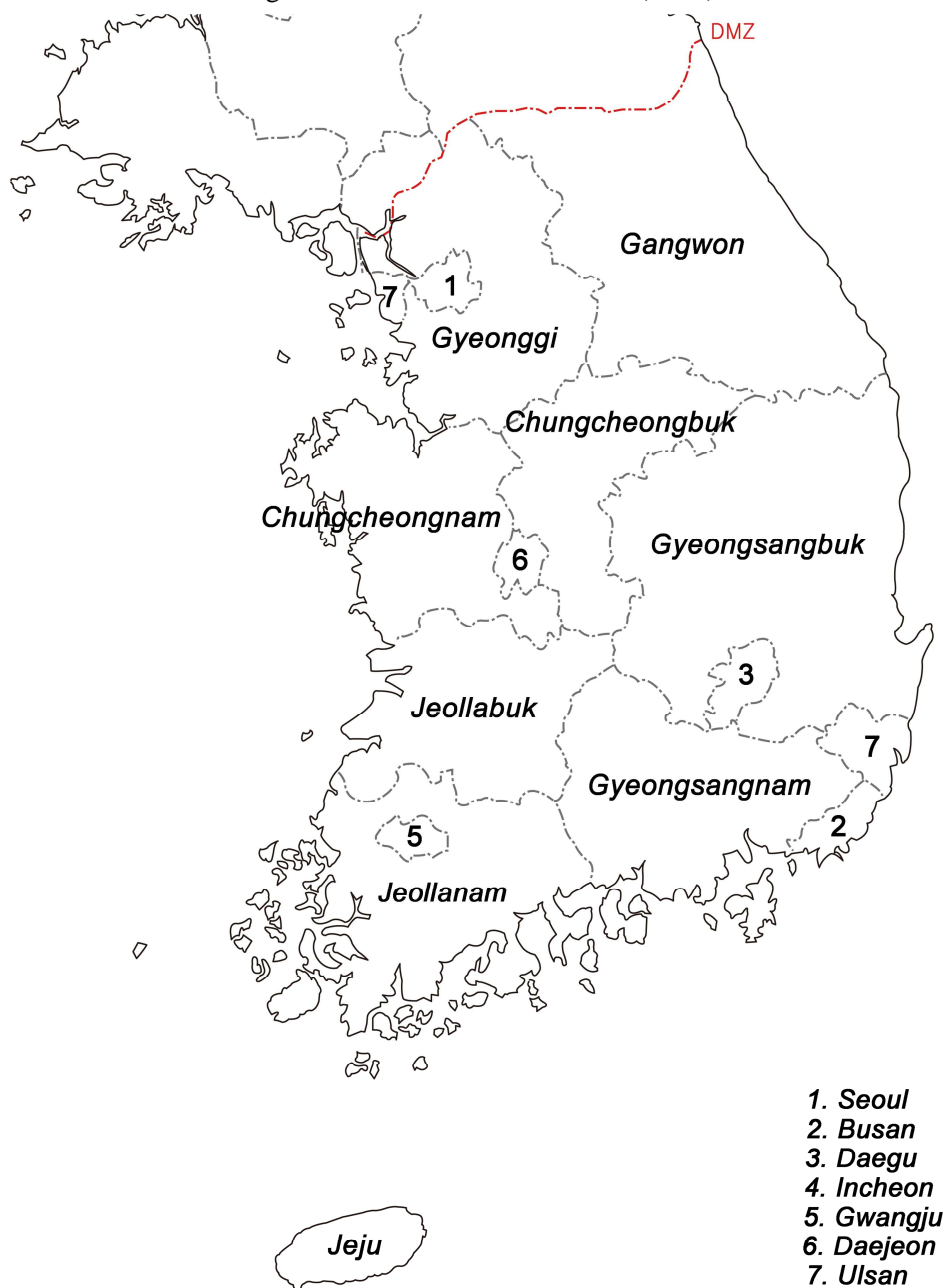 DMZ
Gangwon
1
7
Gyeonggi
Chungcheongbuk
Chungcheongnam
Gyeongsangbuk
6
3
Jeollabuk
7
Gyeongsangnam
2
5
Jeollanam
1. Seoul
2. Busan
3. Daegu
4. Incheon
5. Gwangju
6. Daejeon
7. Ulsan
Jeju